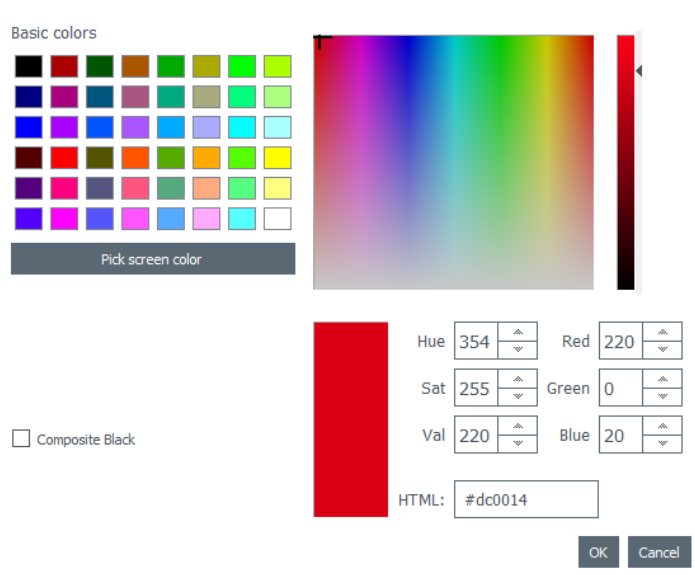 Basic colors
Pick screen color
Hue 354 Red 220
Sat 255 Green 0
Val 220 Blue 20
Composite Black
HTML: #dc0014
OK Cancel